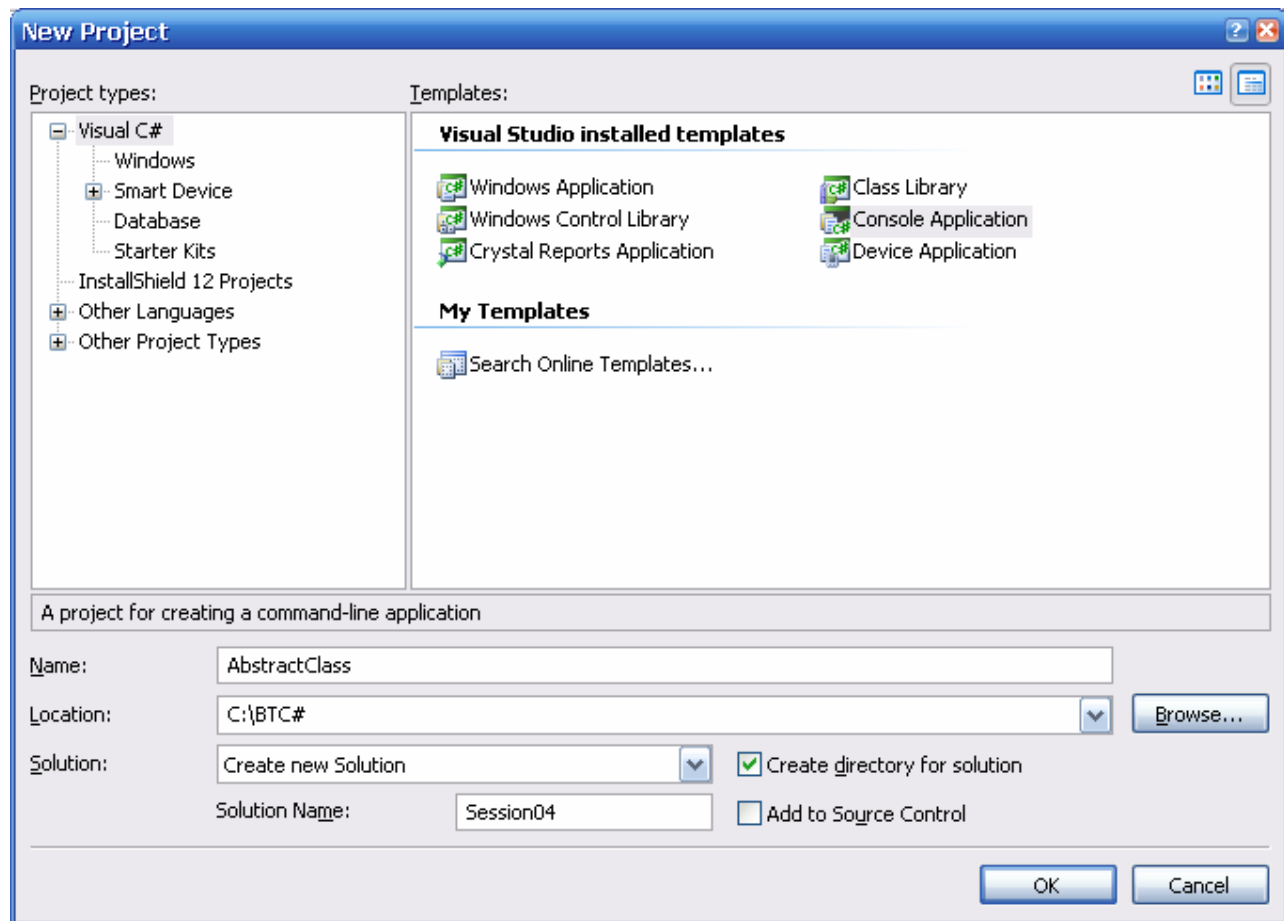 New Project
Project types:
Templates:
Visual C#
Windows
Smart Device
Database
Starter Kits
InstallShield 12 Projects
Other Languages
Other Project Types
Visual Studio installed templates
Windows Application
Class Library
Windows Control Library
Console Application
Crystal Reports Application
Device Application
My Templates
Search Online Templates...
A project for creating a command-line application
Name:
AbstractClass
Location:
C:\BTC#
Browse...
Solution:
Create new Solution
Create directory for solution
Solution Name:
Session04
Add to Source Control
OK
Cancel